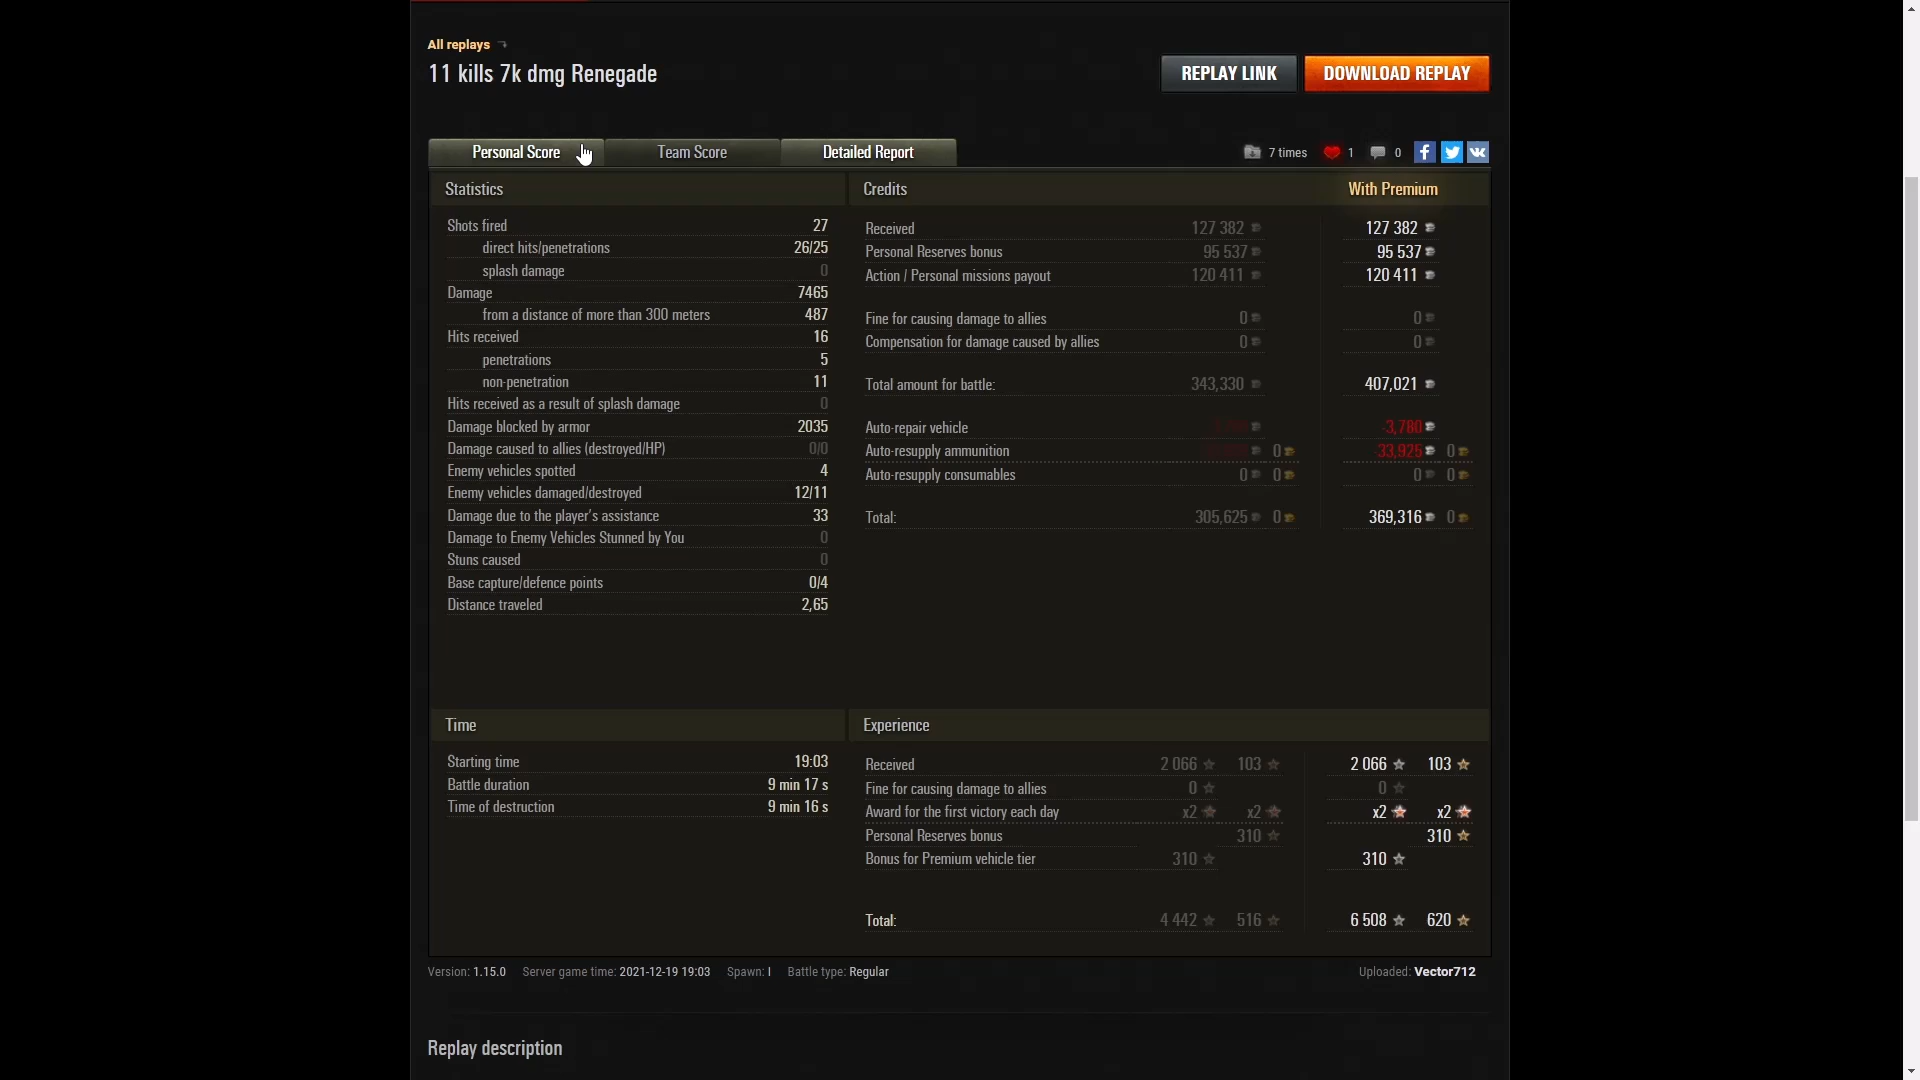 All replays
11 kills 7k dmg Renegade
REPLAY LINK
DOWNLOAD REPLAY
Personal Score
Team Score
Detailed Report
7 times
1
0
Statistics
Shots fired 27
direct hits/penetrations 26/25
splash damage 0
Damage 7465
from a distance of more than 300 meters 487
Hits received 16
penetrations 5
non-penetration 11
Hits received as a result of splash damage 0
Damage blocked by armor 2035
Damage caused to allies (destroyed/HP) 0/0
Enemy vehicles spotted 4
Enemy vehicles damaged/destroyed 12/11
Damage due to the player's assistance 33
Damage to Enemy Vehicles Stunned by You 0
Stuns caused 0
Base capture/defence points 0/4
Distance traveled 2,65
Credits With Premium
Received 127 382 127 382
Personal Reserves bonus 95 537 95 537
Action / Personal missions payout 120 411 120 411
Fine for causing damage to allies 0 0
Compensation for damage caused by allies 0 0
Total amount for battle: 343,330 407,021
Auto-repair vehicle -3,780
Auto-resupply ammunition 0 -33,925 0
Auto-resupply consumables 0 0 0 0
Total: 305,625 0 369,316 0
Time
Starting time 19:03
Battle duration 9 min 17 s
Time of destruction 9 min 16 s
Experience
Received 2 066 103 2 066 103
Fine for causing damage to allies 0 0
Award for the first victory each day x2 x2 x2 x2
Personal Reserves bonus 310 310
Bonus for Premium vehicle tier 310 310
Total: 4 442 516 6 508 620
Version: 1.15.0 Server game time: 2021-12-19 19:03 Spawn: I Battle type: Regular
Uploaded: Vector712
Replay description